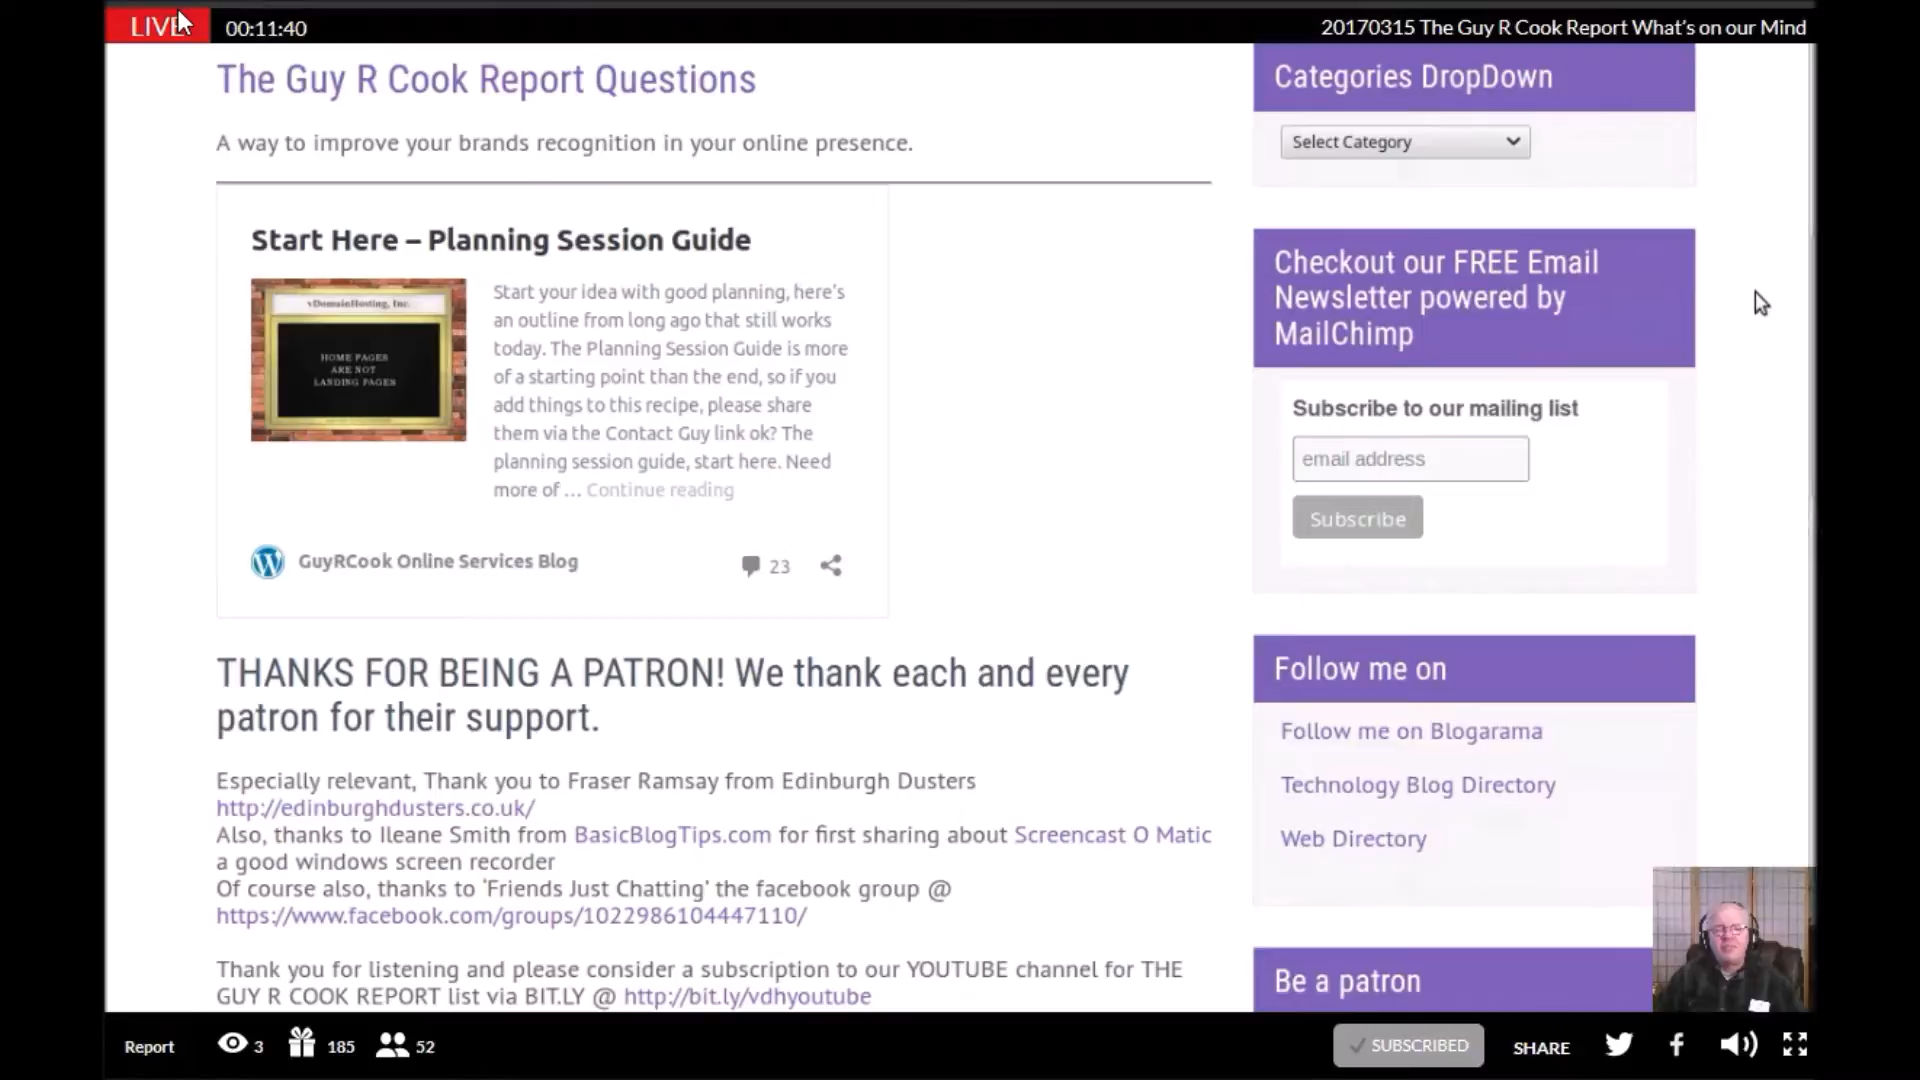 LIVE 00:11:40 20170315 The Guy R Cook Report What's on our Mind
The Guy R Cook Report Questions
A way to improve your brands recognition in your online presence.
Start Here – Planning Session Guide
vDomainHosting, Inc.
HOME PAGES
ARE NOT
LANDING PAGES
Start your idea with good planning, here's
an outline from long ago that still works
today. The Planning Session Guide is more
of a starting point than the end, so if you
add things to this recipe, please share
them via the Contact Guy link ok? The
planning session guide, start here. Need
more of … Continue reading
GuyRCook Online Services Blog 23
THANKS FOR BEING A PATRON! We thank each and every
patron for their support.
Especially relevant, Thank you to Fraser Ramsay from Edinburgh Dusters
http://edinburghdusters.co.uk/
Also, thanks to Ileane Smith from BasicBlogTips.com for first sharing about Screencast O Matic
a good windows screen recorder
Of course also, thanks to 'Friends Just Chatting' the facebook group @
https://www.facebook.com/groups/1022986104447110/
Thank you for listening and please consider a subscription to our YOUTUBE channel for THE
GUY R COOK REPORT list via BIT.LY @ http://bit.ly/vdhyoutube
Categories DropDown
Select Category
Checkout our FREE Email
Newsletter powered by
MailChimp
Subscribe to our mailing list
email address
Subscribe
Follow me on
Follow me on Blogarama
Technology Blog Directory
Web Directory
Be a patron
Report 3 185 52 SUBSCRIBED SHARE